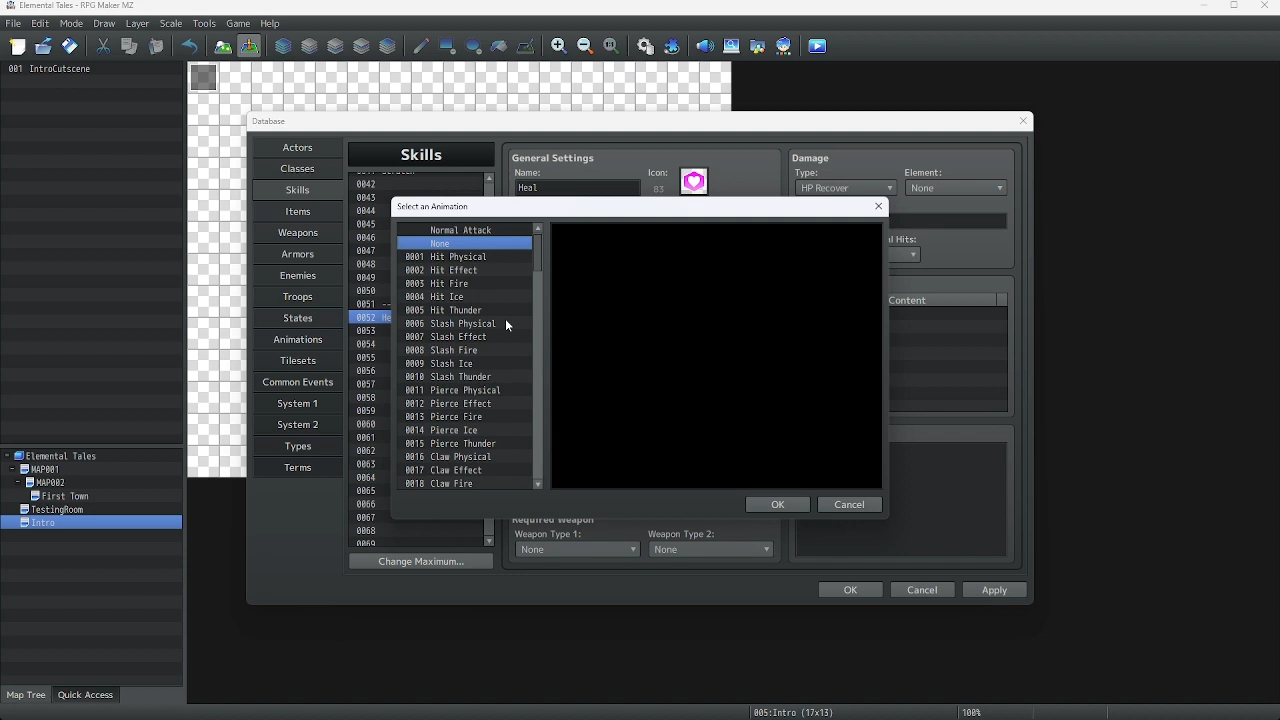 Elemental Tales - RPG Maker MZ
File Edit Mode Draw Layer Scale Tools Game Help
001 IntroCutscene
Database
Actors
Classes
Skills
Items
Weapons
Armors
Enemies
Troops
States
Animations
Tilesets
Common Events
System 1
System 2
Types
Terms
Skills
0042
0043
0044
0045
0046
0047
0048
0049
0050
0051 --
0052 He
0053
0054
0055
0056
0057
0058
0059
0060
0061
0062
0063
0064
0065
0066
0067
0068
0069
Change Maximum...
General Settings
Name: Icon:
Heal 83
Damage
Type: Element:
HP Recover None
l Hits:
Content
Select an Animation
Normal Attack
None
0001 Hit Physical
0002 Hit Effect
0003 Hit Fire
0004 Hit Ice
0005 Hit Thunder
0006 Slash Physical
0007 Slash Effect
0008 Slash Fire
0009 Slash Ice
0010 Slash Thunder
0011 Pierce Physical
0012 Pierce Effect
0013 Pierce Fire
0014 Pierce Ice
0015 Pierce Thunder
0016 Claw Physical
0017 Claw Effect
0018 Claw Fire
OK Cancel
Required Weapon
Weapon Type 1: Weapon Type 2:
None None
OK Cancel Apply
Elemental Tales
MAP001
MAP002
First Town
TestingRoom
Intro
Map Tree Quick Access
005:Intro (17x13) 100%